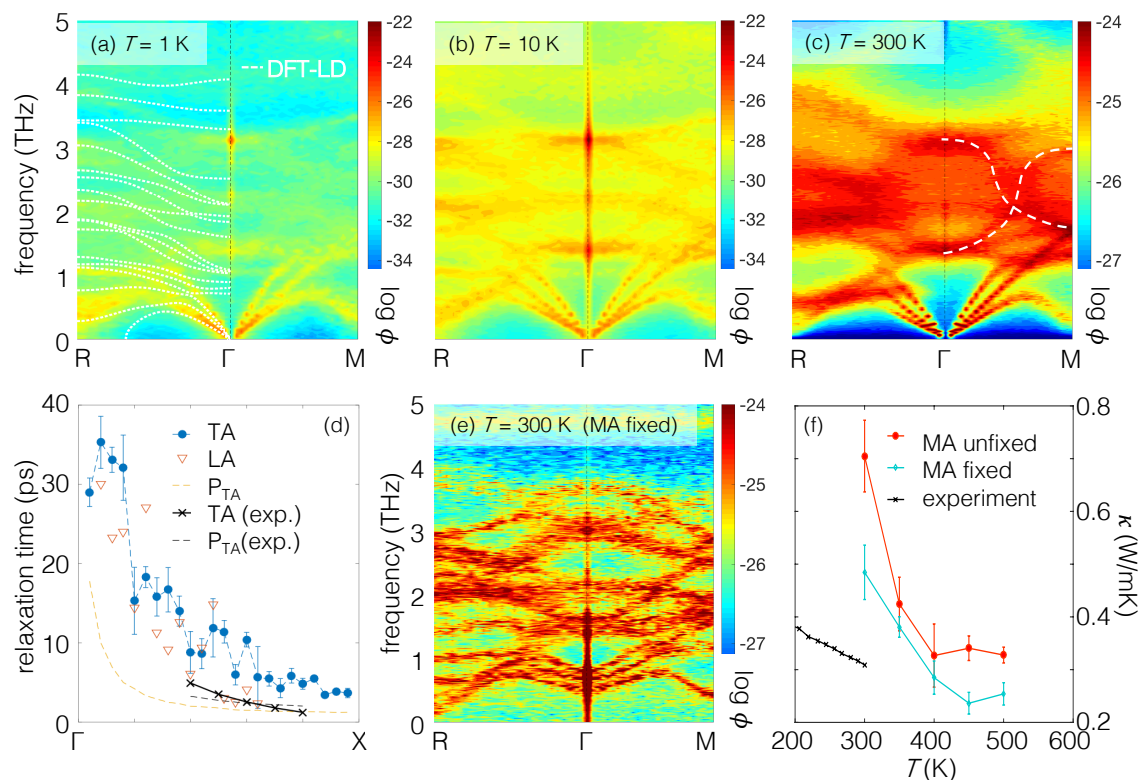 (a) T = 1 K
DFT-LD
5
4
3
2
1
0
frequency (THz)
R
Γ
M
-22
-24
-26
-28
-30
-32
-34
log ϕ
(b) T = 10 K
R
Γ
M
-22
-24
-26
-28
-30
-32
-34
log ϕ
(c) T = 300 K
R
Γ
M
-24
-25
-26
-27
log ϕ
(d)
TA
LA
P_TA
TA (exp.)
P_TA(exp.)
40
30
20
10
0
relaxation time (ps)
Γ
X
(e) T = 300 K (MA fixed)
5
4
3
2
1
0
frequency (THz)
R
Γ
M
-24
-25
-26
-27
log ϕ
(f)
MA unfixed
MA fixed
experiment
0.8
0.6
0.4
0.2
κ (W/mK)
200
300
400
500
600
T (K)